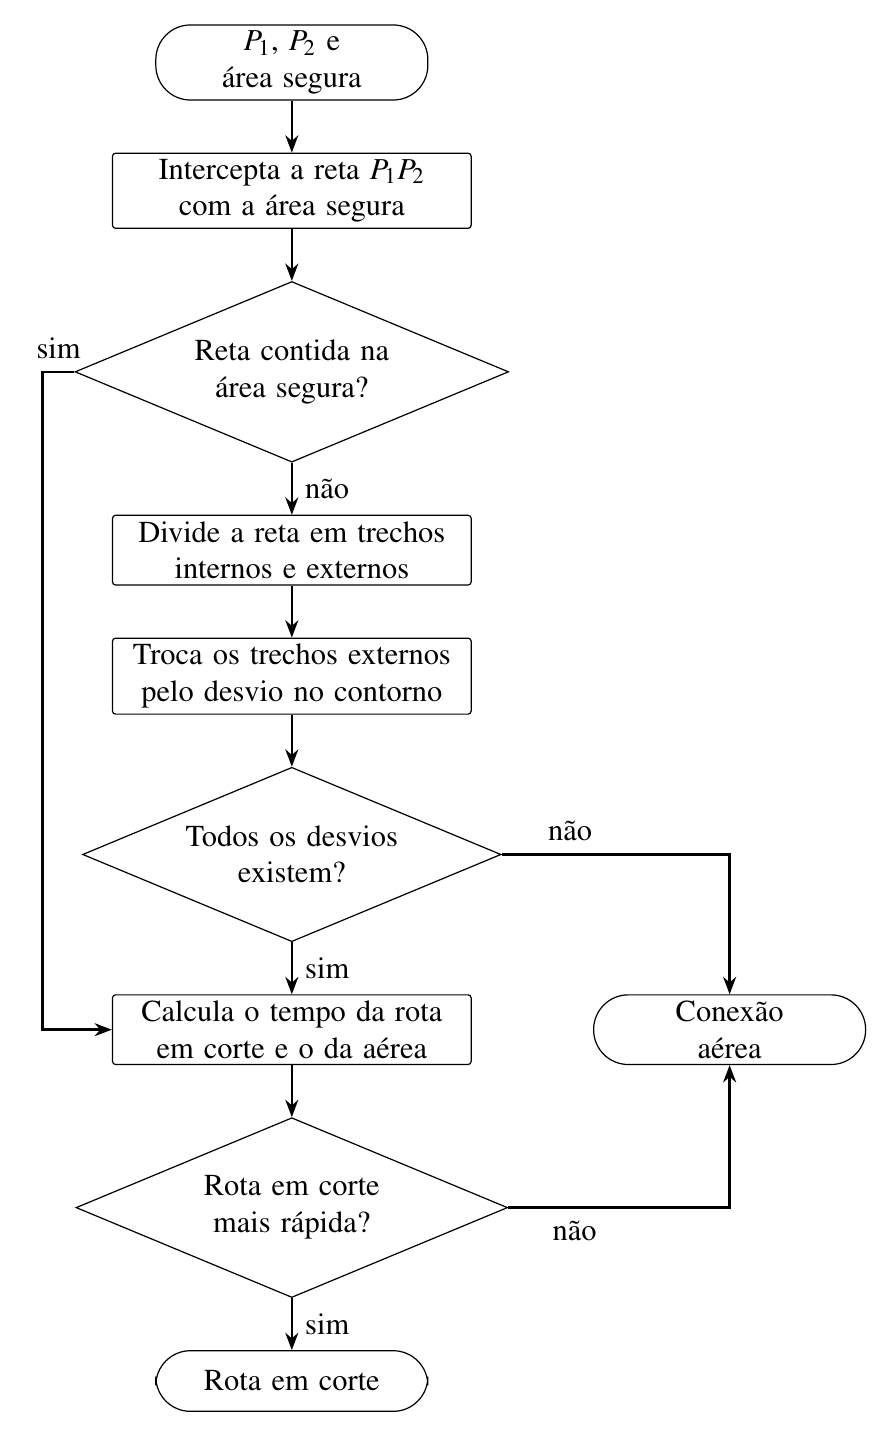 P1, P2 e
área segura
Intercepta a reta P1P2
com a área segura
sim
Reta contida na
área segura?
não
Divide a reta em trechos
internos e externos
Troca os trechos externos
pelo desvio no contorno
não
Todos os desvios
existem?
sim
Calcula o tempo da rota
em corte e o da aérea
Conexão
aérea
Rota em corte
mais rápida?
não
sim
Rota em corte